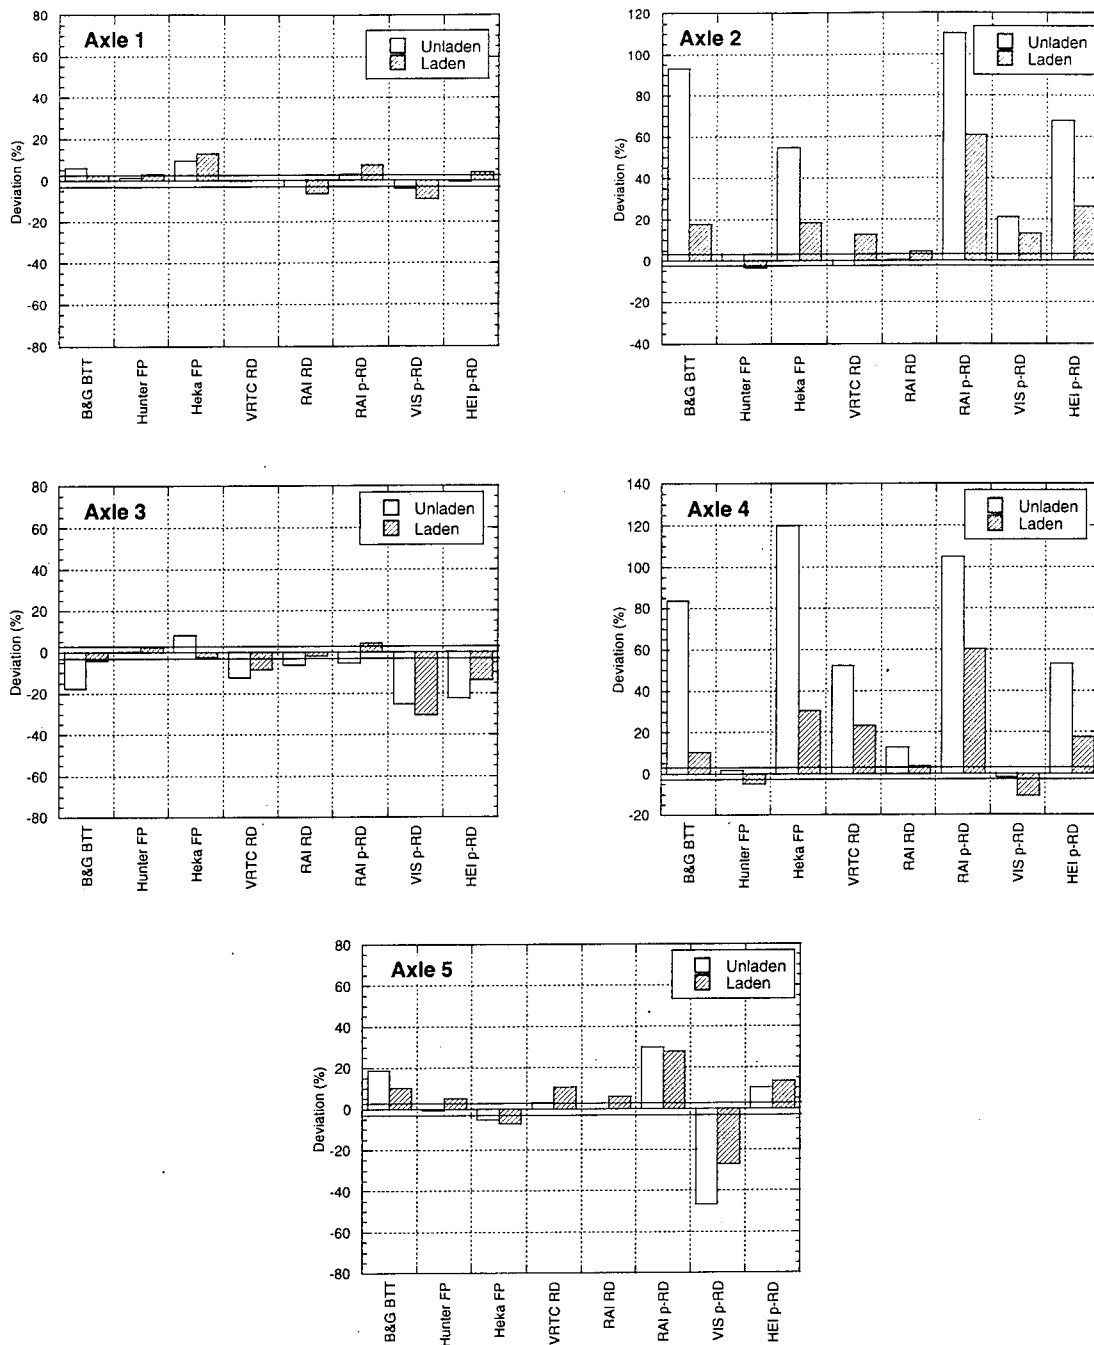 Axle 1
Unladen
Laden
Deviation (%)
80
60
40
20
0
-20
-40
-60
-80
B&G BTT
Hunter FP
Heka FP
VRTC RD
RAI RD
RAI p-RD
VIS p-RD
HEI p-RD
Axle 2
Unladen
Laden
Deviation (%)
120
100
80
60
40
20
0
-20
-40
B&G BTT
Hunter FP
Heka FP
VRTC RD
RAI RD
RAI p-RD
VIS p-RD
HEI p-RD
Axle 3
Unladen
Laden
Deviation (%)
80
60
40
20
0
-20
-40
-60
-80
B&G BTT
Hunter FP
Heka FP
VRTC RD
RAI RD
RAI p-RD
VIS p-RD
HEI p-RD
Axle 4
Unladen
Laden
Deviation (%)
140
120
100
80
60
40
20
0
-20
B&G BTT
Hunter FP
Heka FP
VRTC RD
RAI RD
RAI p-RD
VIS p-RD
HEI p-RD
Axle 5
Unladen
Laden
Deviation (%)
80
60
40
20
0
-20
-40
-60
-80
B&G BTT
Hunter FP
Heka FP
VRTC RD
RAI RD
RAI p-RD
VIS p-RD
HEI p-RD